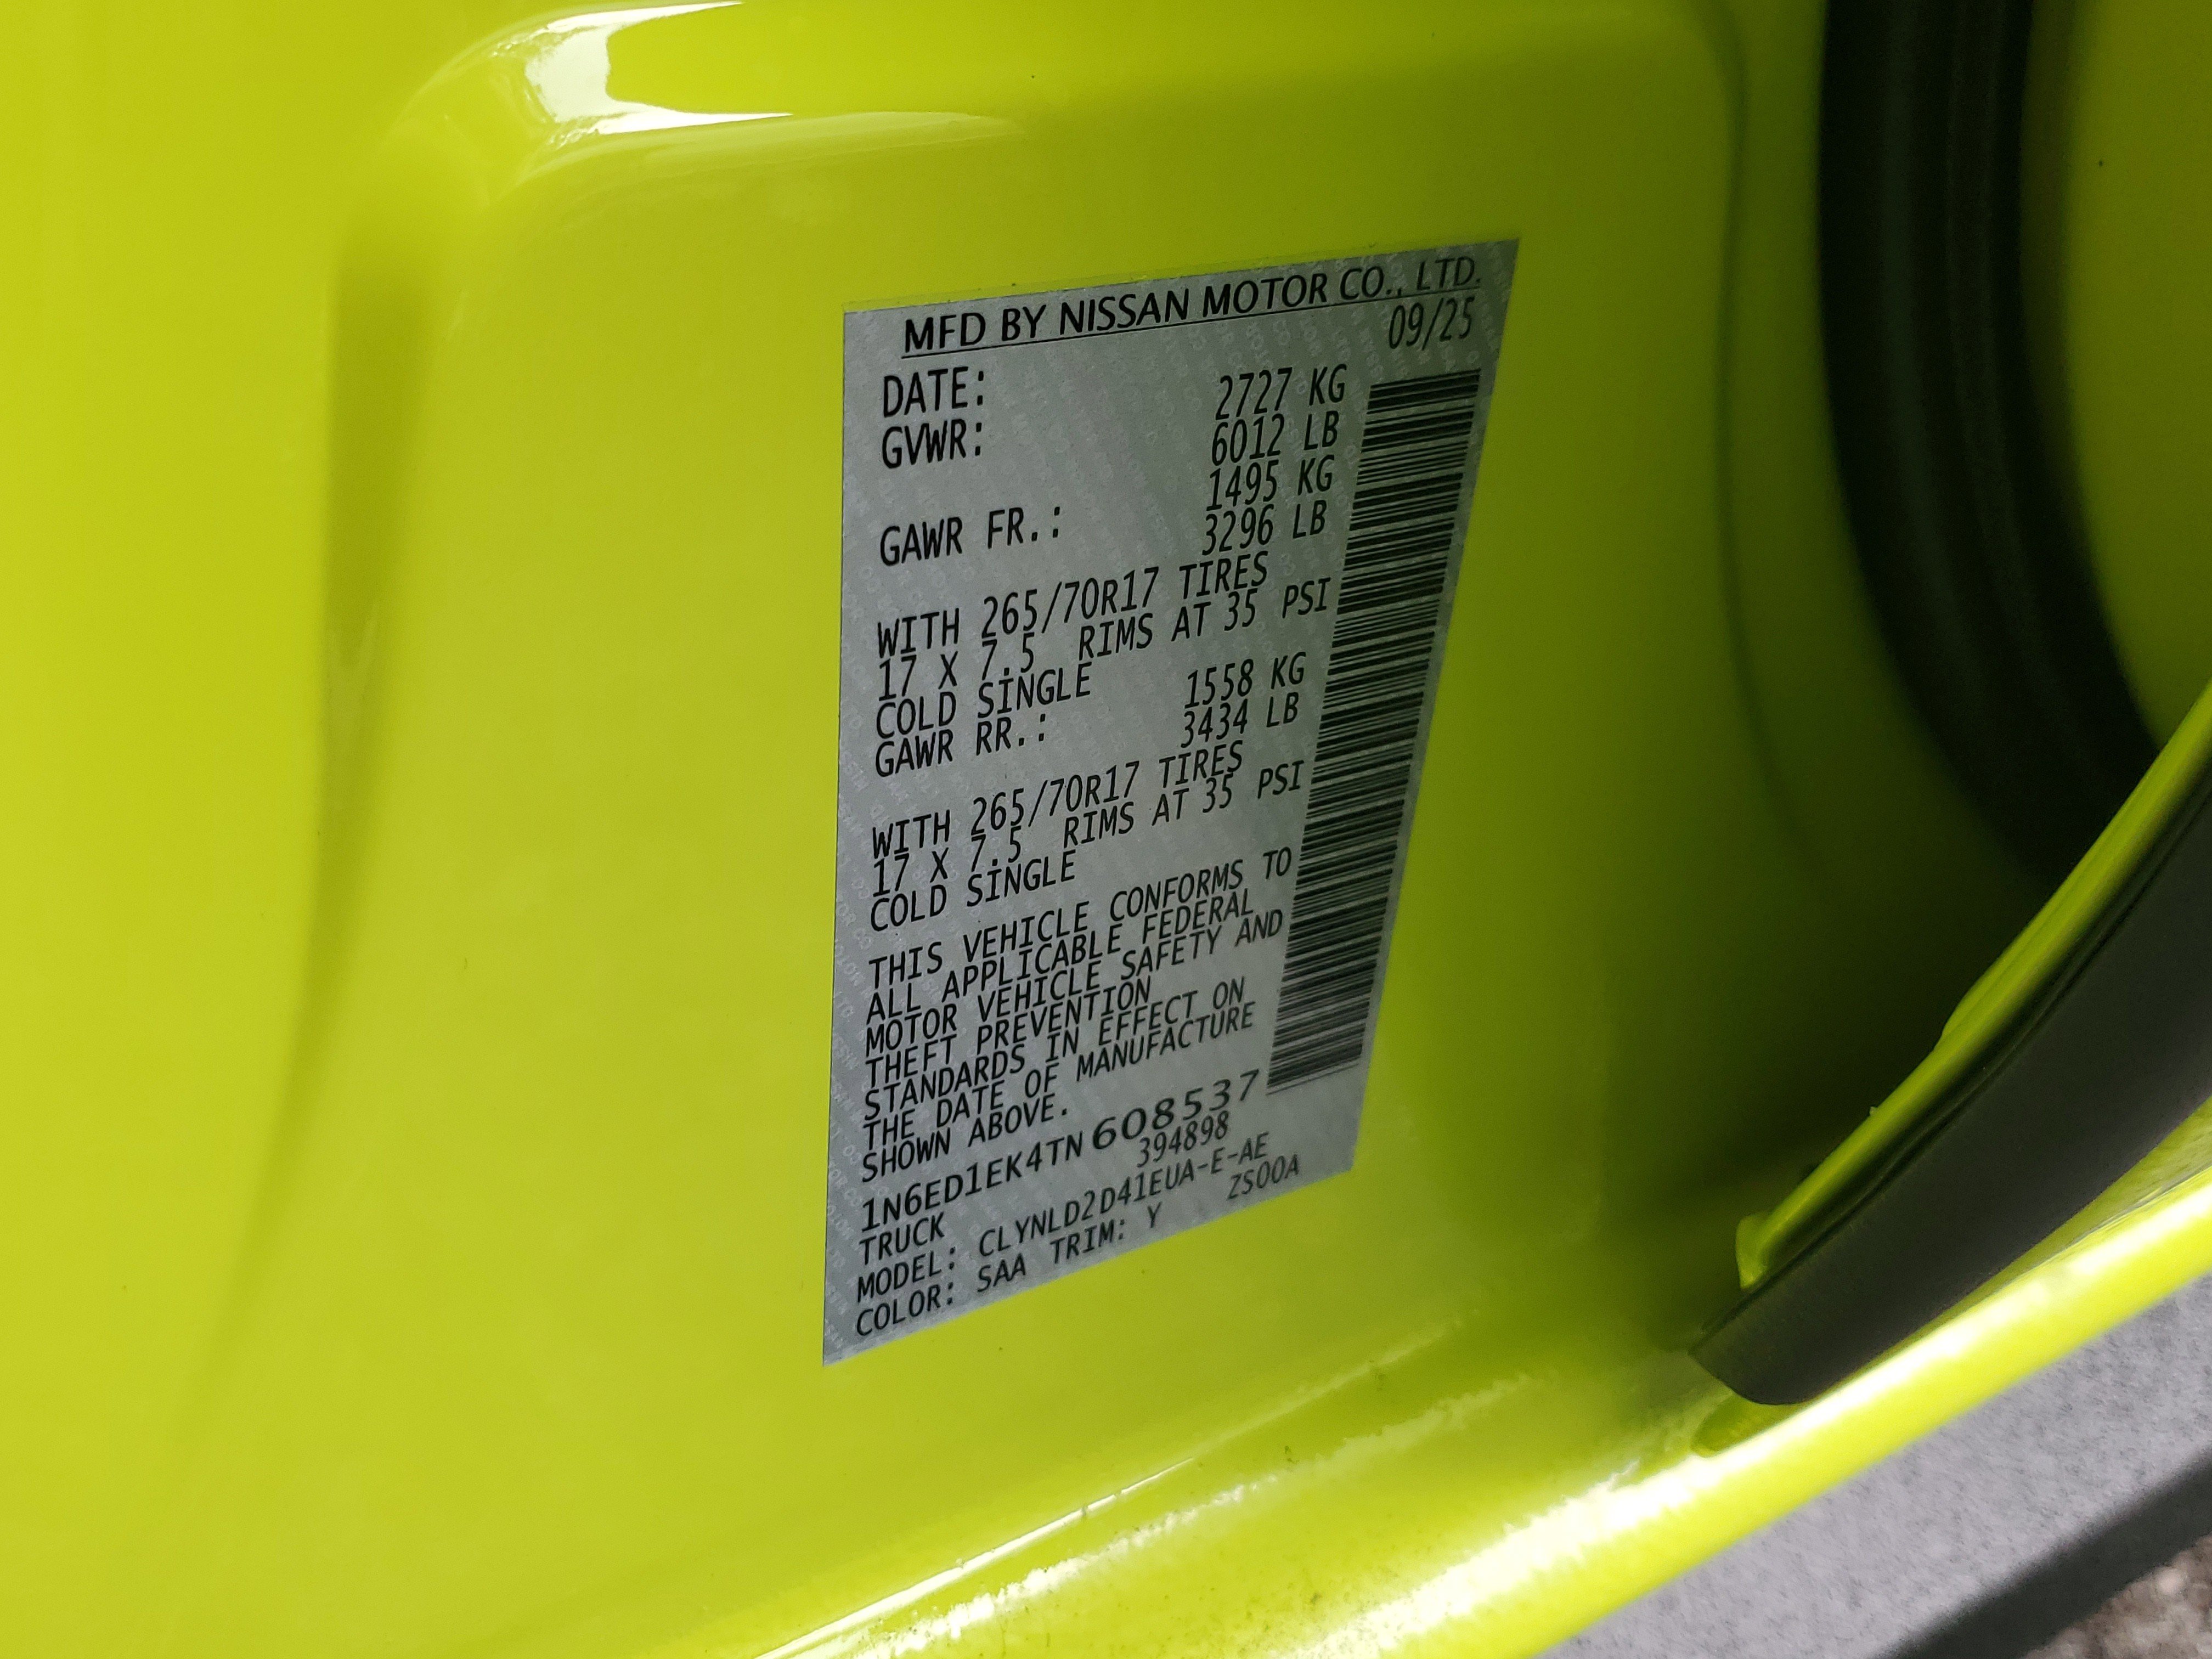 MFD BY NISSAN MOTOR CO., LTD.
DATE: 09/25
GVWR: 2727 KG
6012 LB
GAWR FR.: 1495 KG
3296 LB
WITH 265/70R17 TIRES
17 X 7.5 RIMS AT 35 PSI
COLD SINGLE
GAWR RR.: 1558 KG
3434 LB
WITH 265/70R17 TIRES
17 X 7.5 RIMS AT 35 PSI
COLD SINGLE
THIS VEHICLE CONFORMS TO
ALL APPLICABLE FEDERAL
MOTOR VEHICLE SAFETY AND
THEFT PREVENTION
STANDARDS IN EFFECT ON
THE DATE OF MANUFACTURE
SHOWN ABOVE.
1N6ED1EK4TN608537
TRUCK 394898
MODEL: CLYNLD2D41EUA-E-AE
COLOR: SAA TRIM: Y ZS00A